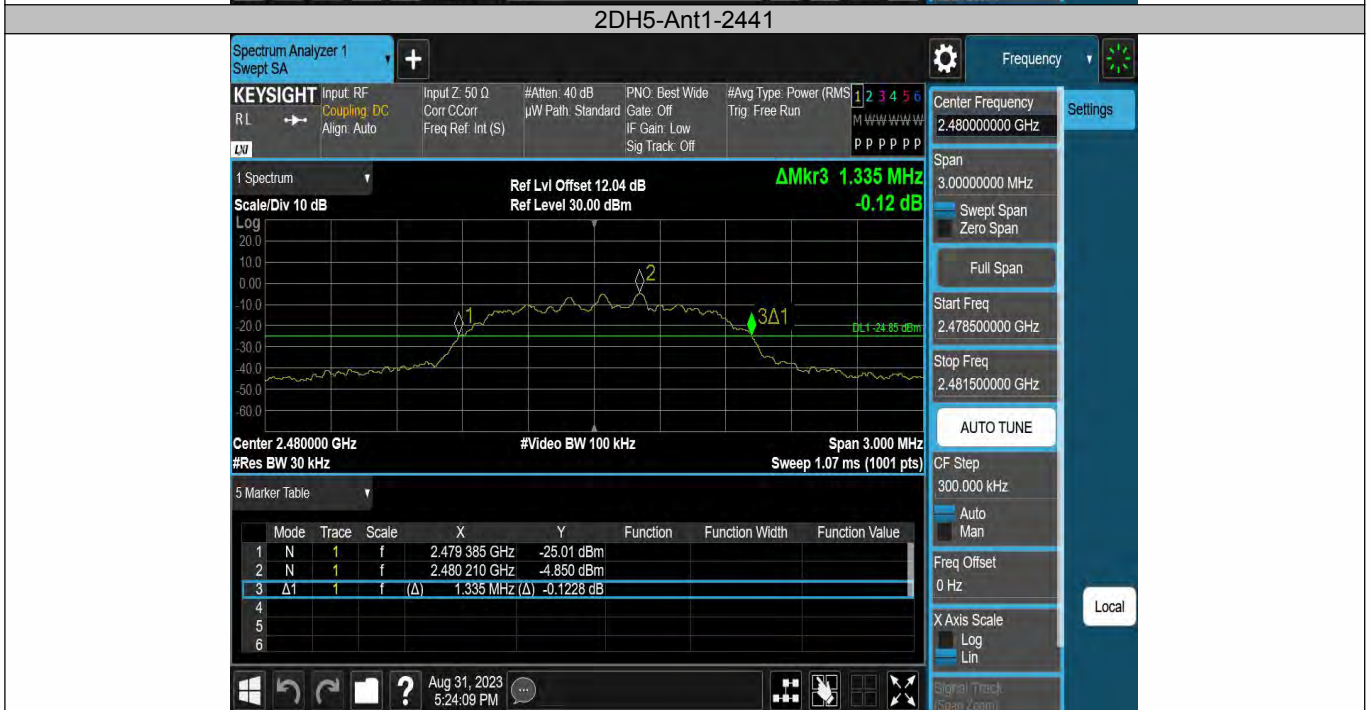 2DH5-Ant1-2441
Spectrum Analyzer 1
Swept SA
Frequency
KEYSIGHT
RL
LXI
Input: RF
Coupling: DC
Align: Auto
Input Z: 50 Ω
Corr CCorr
Freq Ref: Int (S)
#Atten: 40 dB
µW Path: Standard
PNO: Best Wide
Gate: Off
IF Gain: Low
Sig Track: Off
#Avg Type: Power (RMS
Trig: Free Run
1 2 3 4 5 6
M W W W W W
P P P P P P
1 Spectrum
Scale/Div 10 dB
Ref Lvl Offset 12.04 dB
Ref Level 30.00 dBm
ΔMkr3 1.335 MHz
-0.12 dB
Log
20.0
10.0
0.00
-10.0
-20.0
-30.0
-40.0
-50.0
-60.0
1
2
3Δ1
DL1 -24.85 dBm
Center 2.480000 GHz
#Video BW 100 kHz
Span 3.000 MHz
#Res BW 30 kHz
Sweep 1.07 ms (1001 pts)
5 Marker Table
Mode Trace Scale X Y Function Function Width Function Value
1 N 1 f 2.479 385 GHz -25.01 dBm
2 N 1 f 2.480 210 GHz -4.850 dBm
3 Δ1 1 f (Δ) 1.335 MHz (Δ) -0.1228 dB
4
5
6
Aug 31, 2023
5:24:09 PM
Center Frequency
2.480000000 GHz
Settings
Span
3.00000000 MHz
Swept Span
Zero Span
Full Span
Start Freq
2.478500000 GHz
Stop Freq
2.481500000 GHz
AUTO TUNE
CF Step
300.000 kHz
Auto
Man
Freq Offset
0 Hz
X Axis Scale
Log
Lin
Local
Signal Track
(Span Zoom)